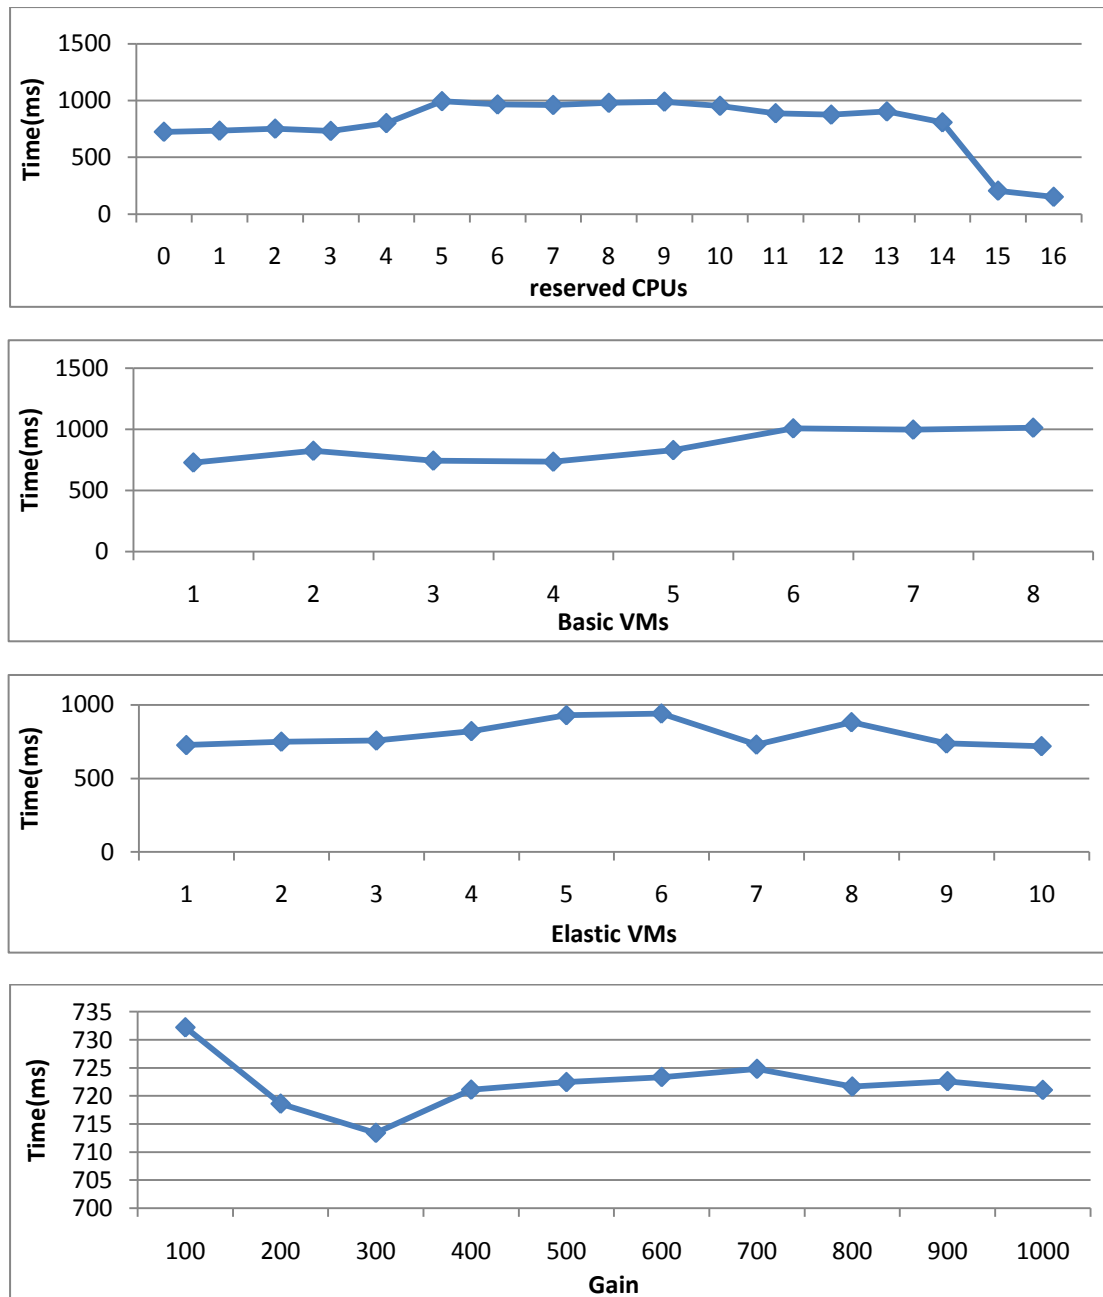 Time(ms)
1500
1000
500
0
0 1 2 3 4 5 6 7 8 9 10 11 12 13 14 15 16
reserved CPUs
Time(ms)
1500
1000
500
0
1 2 3 4 5 6 7 8
Basic VMs
Time(ms)
1000
500
0
1 2 3 4 5 6 7 8 9 10
Elastic VMs
Time(ms)
735
730
725
720
715
710
705
700
100 200 300 400 500 600 700 800 900 1000
Gain